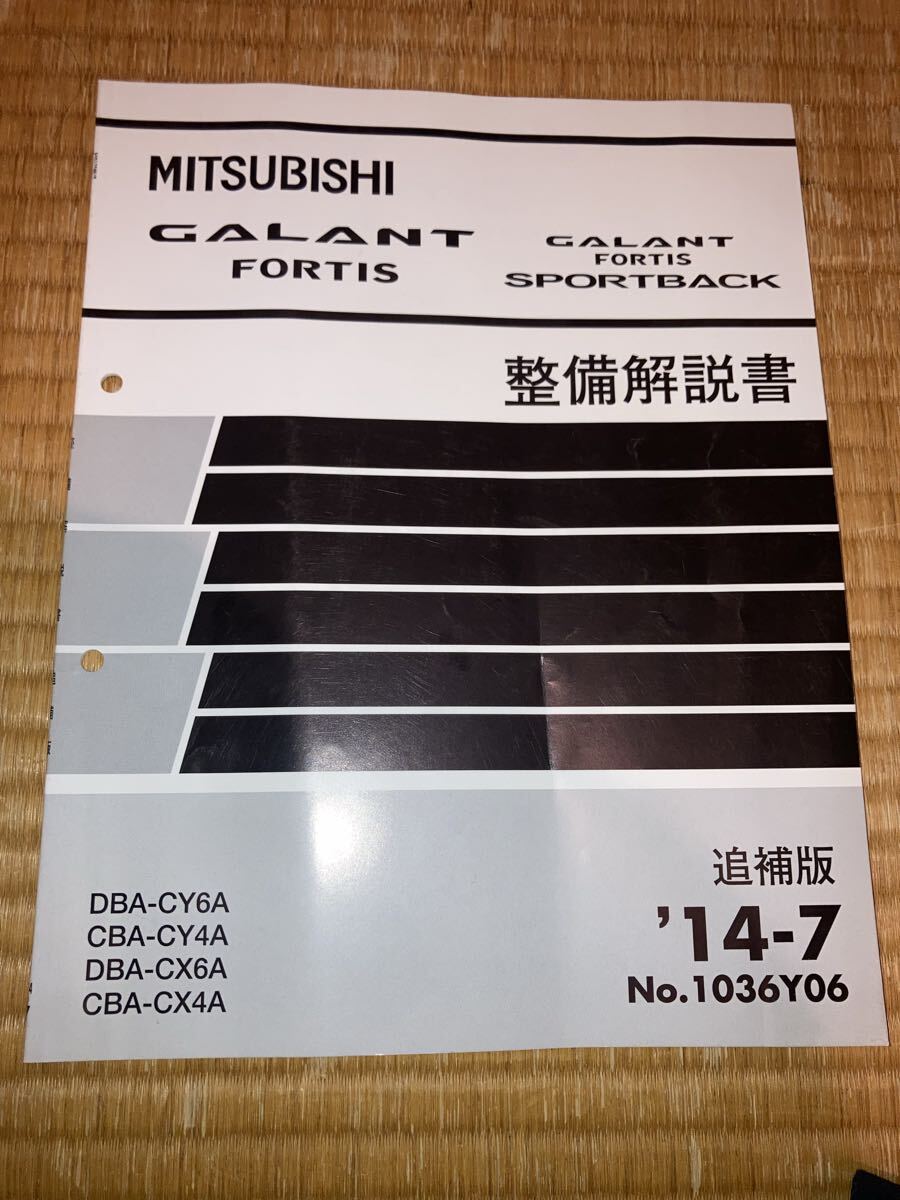 MITSUBISHI
GALANT
FORTIS
GALANT
FORTIS
SPORTBACK
整備解説書
追補版
DBA-CY6A
CBA-CY4A
DBA-CX6A
CBA-CX4A
'14-7
No.1036Y06